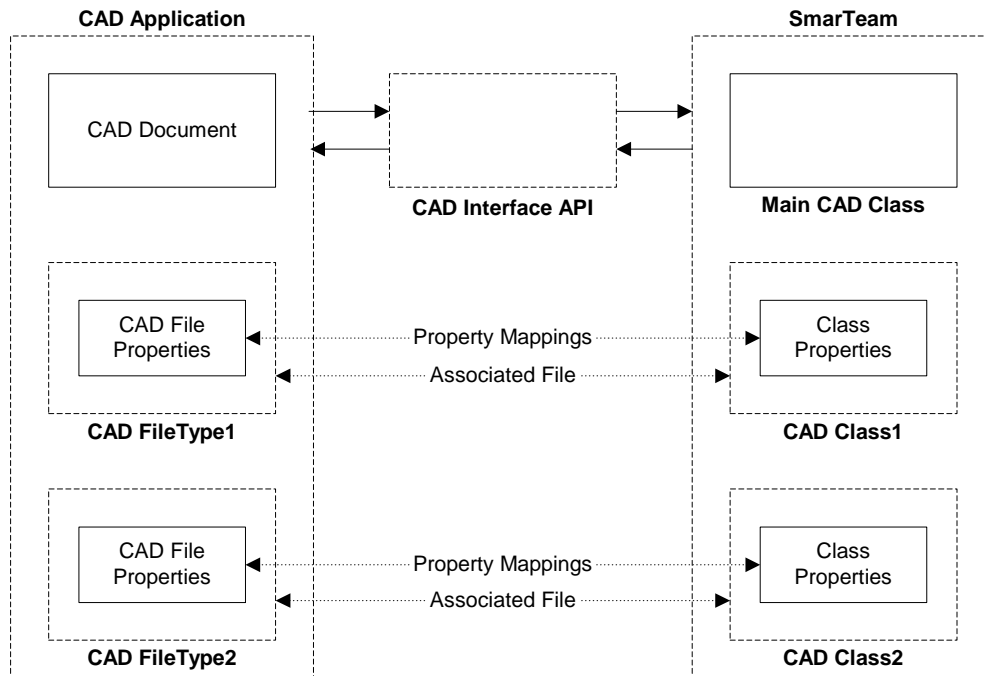 CAD Application
SmarTeam
CAD Document
CAD Interface API
Main CAD Class
CAD File
Properties
Property Mappings
Class
Properties
Associated File
CAD FileType1
CAD Class1
CAD File
Properties
Property Mappings
Class
Properties
Associated File
CAD FileType2
CAD Class2